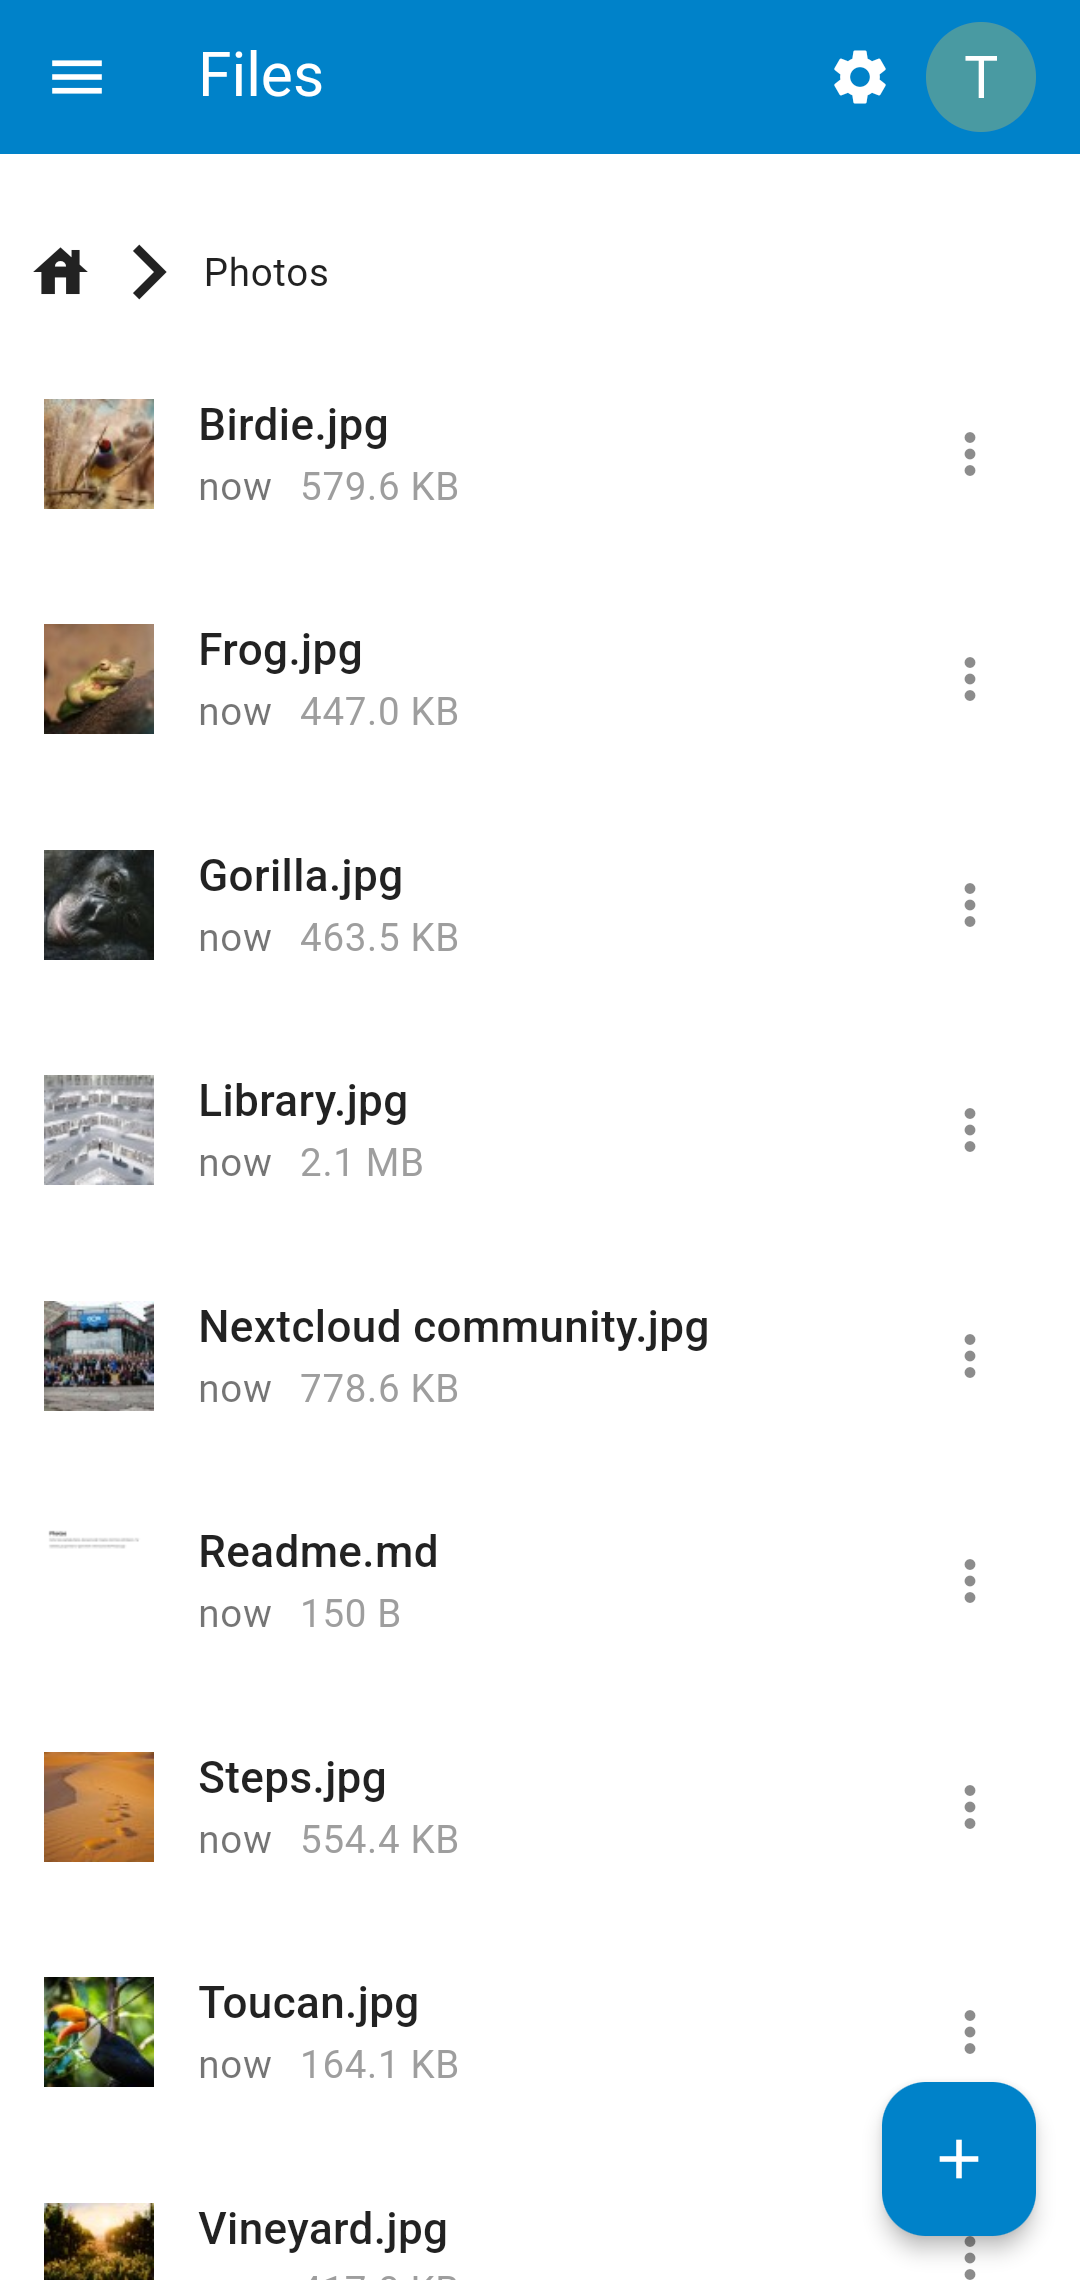 Files
T
Photos
Birdie.jpg
now 579.6 KB
Frog.jpg
now 447.0 KB
Gorilla.jpg
now 463.5 KB
Library.jpg
now 2.1 MB
Nextcloud community.jpg
now 778.6 KB
Readme.md
now 150 B
Steps.jpg
now 554.4 KB
Toucan.jpg
now 164.1 KB
Vineyard.jpg